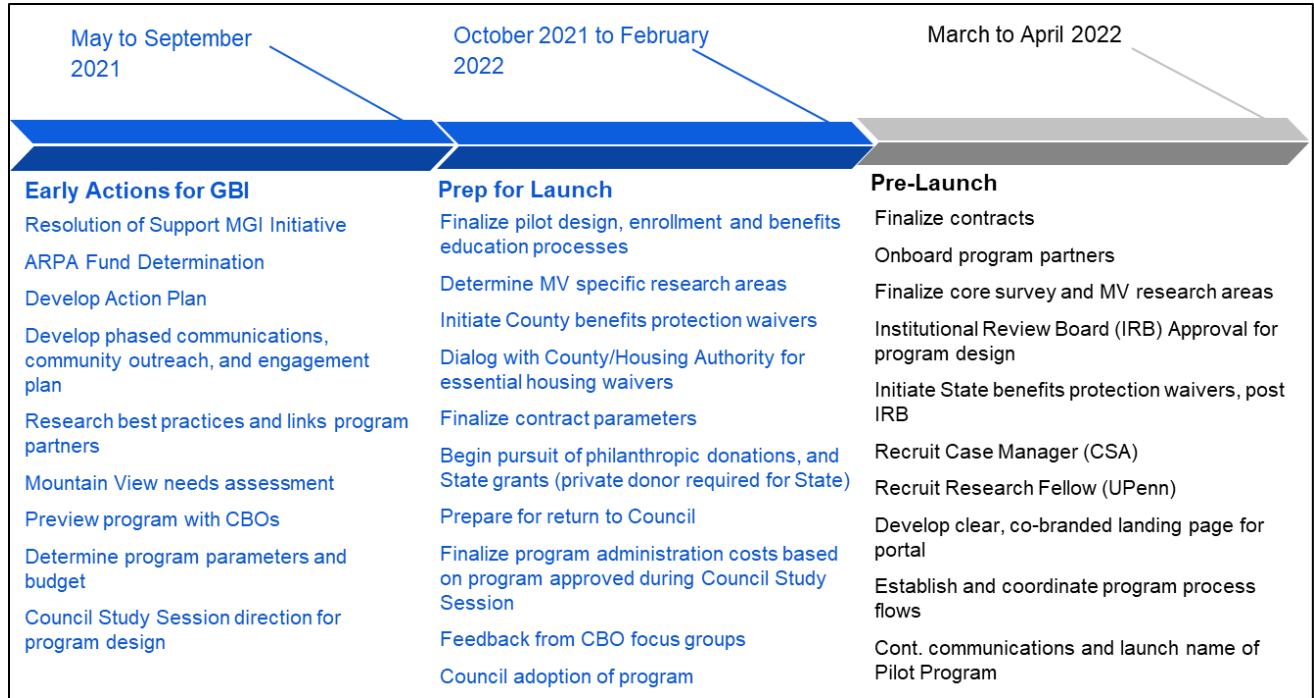 May to September
2021
October 2021 to February
2022
March to April 2022
Early Actions for GBI
Resolution of Support MGI Initiative
ARPA Fund Determination
Develop Action Plan
Develop phased communications,
community outreach, and engagement
plan
Research best practices and links program
partners
Mountain View needs assessment
Preview program with CBOs
Determine program parameters and
budget
Council Study Session direction for
program design
Prep for Launch
Finalize pilot design, enrollment and benefits
education processes
Determine MV specific research areas
Initiate County benefits protection waivers
Dialog with County/Housing Authority for
essential housing waivers
Finalize contract parameters
Begin pursuit of philanthropic donations, and
State grants (private donor required for State)
Prepare for return to Council
Finalize program administration costs based
on program approved during Council Study
Session
Feedback from CBO focus groups
Council adoption of program
Pre-Launch
Finalize contracts
Onboard program partners
Finalize core survey and MV research areas
Institutional Review Board (IRB) Approval for
program design
Initiate State benefits protection waivers, post
IRB
Recruit Case Manager (CSA)
Recruit Research Fellow (UPenn)
Develop clear, co-branded landing page for
portal
Establish and coordinate program process
flows
Cont. communications and launch name of
Pilot Program